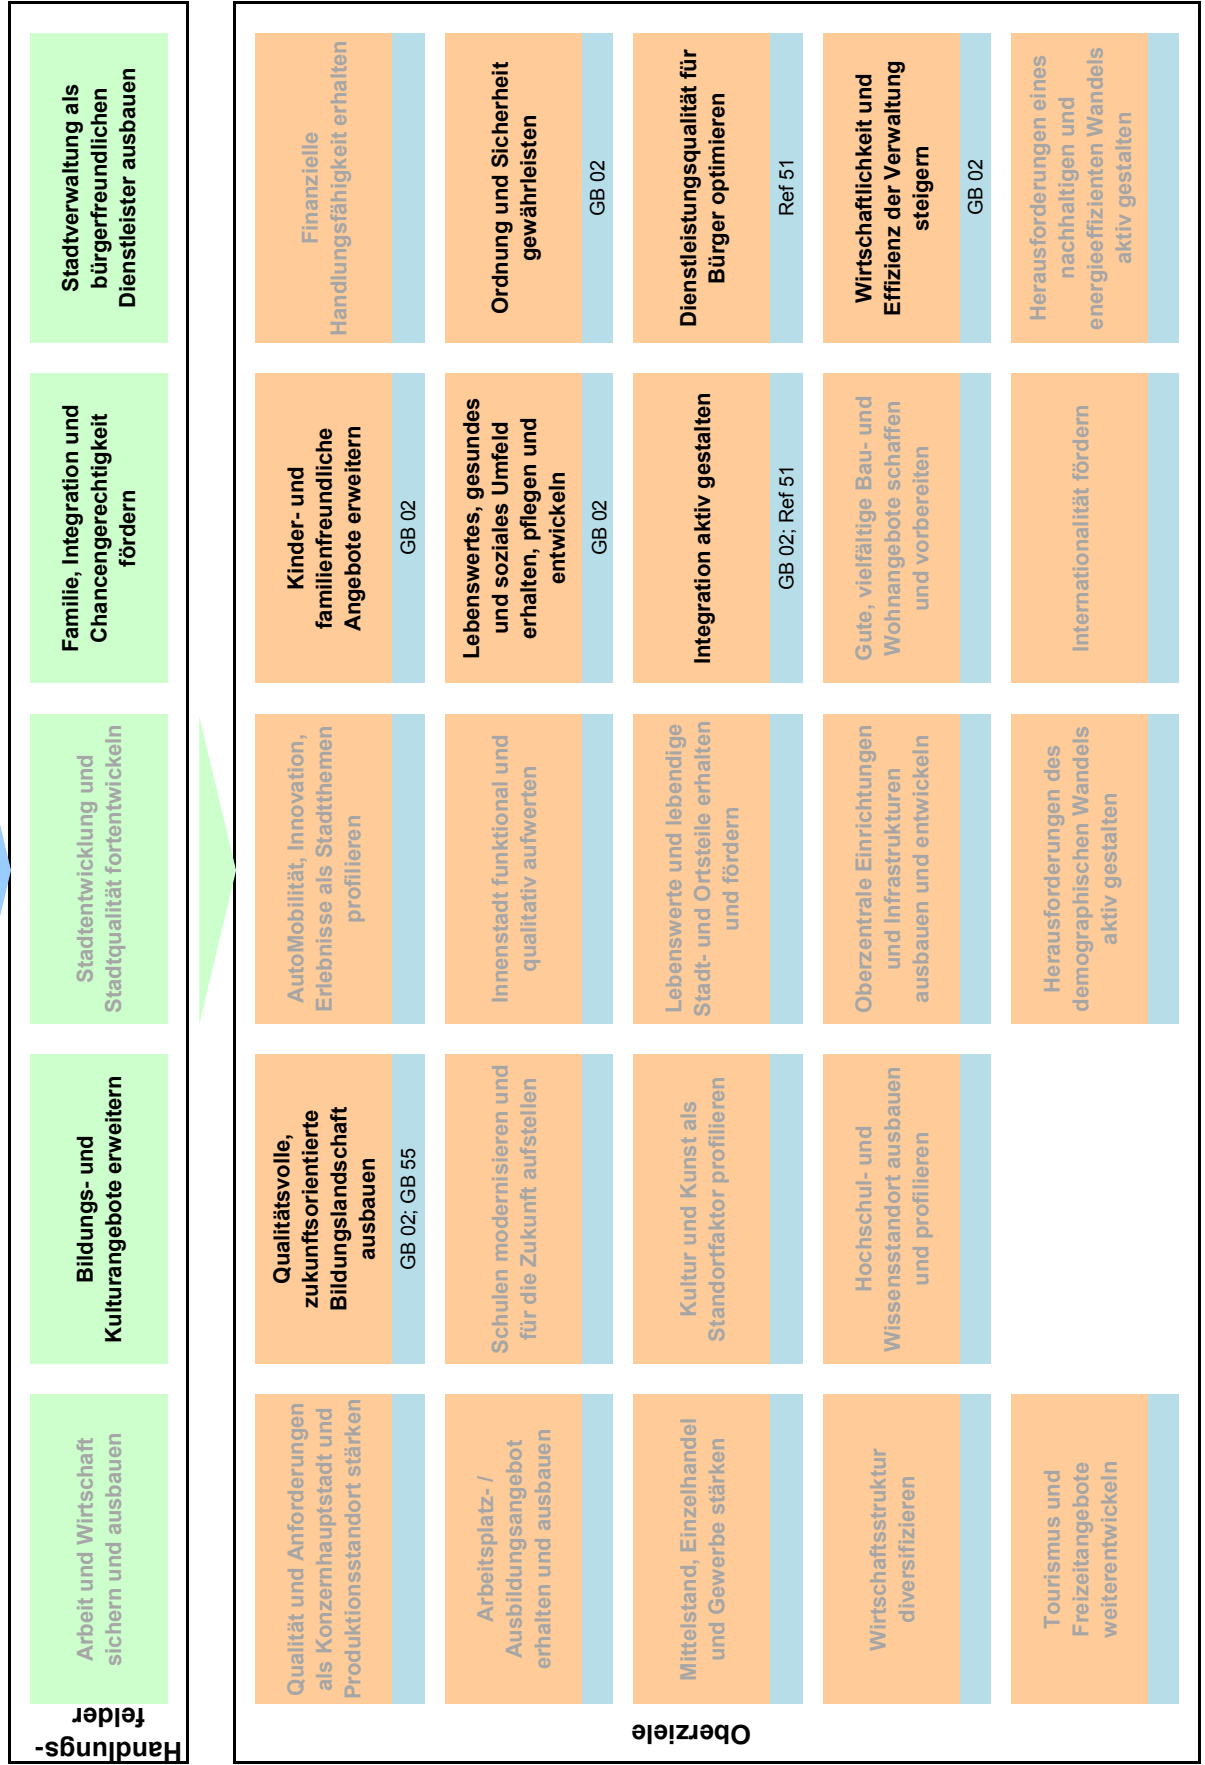 Handlungs-
felder
Arbeit und Wirtschaft
sichern und ausbauen
Bildungs- und
Kulturangebote erweitern
Stadtentwicklung und
Stadtqualität fortentwickeln
Familie, Integration und
Chancengerechtigkeit
fördern
Stadtverwaltung als
bürgerfreundlichen
Dienstleister ausbauen
Oberziele
Qualität und Anforderungen
als Konzernhauptstadt und
Produktionsstandort stärken
Qualitätsvolle,
zukunftsorientierte
Bildungslandschaft
ausbauen
GB 02; GB 55
AutoMobilität, Innovation,
Erlebnisse als Stadtthemen
profilieren
Kinder- und
familienfreundliche
Angebote erweitern
GB 02
Finanzielle
Handlungsfähigkeit erhalten
Arbeitsplatz- /
Ausbildungsangebot
erhalten und ausbauen
Schulen modernisieren und
für die Zukunft aufstellen
Innenstadt funktional und
qualitativ aufwerten
Lebenswertes, gesundes
und soziales Umfeld
erhalten, pflegen und
entwickeln
GB 02
Ordnung und Sicherheit
gewährleisten
GB 02
Mittelstand, Einzelhandel
und Gewerbe stärken
Kultur und Kunst als
Standortfaktor profilieren
Lebenswerte und lebendige
Stadt- und Ortsteile erhalten
und fördern
Integration aktiv gestalten
GB 02; Ref 51
Dienstleistungsqualität für
Bürger optimieren
Ref 51
Wirtschaftsstruktur
diversifizieren
Hochschul- und
Wissensstandort ausbauen
und profilieren
Oberzentrale Einrichtungen
und Infrastrukturen
ausbauen und entwickeln
Gute, vielfältige Bau- und
Wohnangebote schaffen
und vorbereiten
Wirtschaftlichkeit und
Effizienz der Verwaltung
steigern
GB 02
Tourismus und
Freizeitangebote
weiterentwickeln
Herausforderungen des
demographischen Wandels
aktiv gestalten
Internationalität fördern
Herausforderungen eines
nachhaltigen und
energieeffizienten Wandels
aktiv gestalten